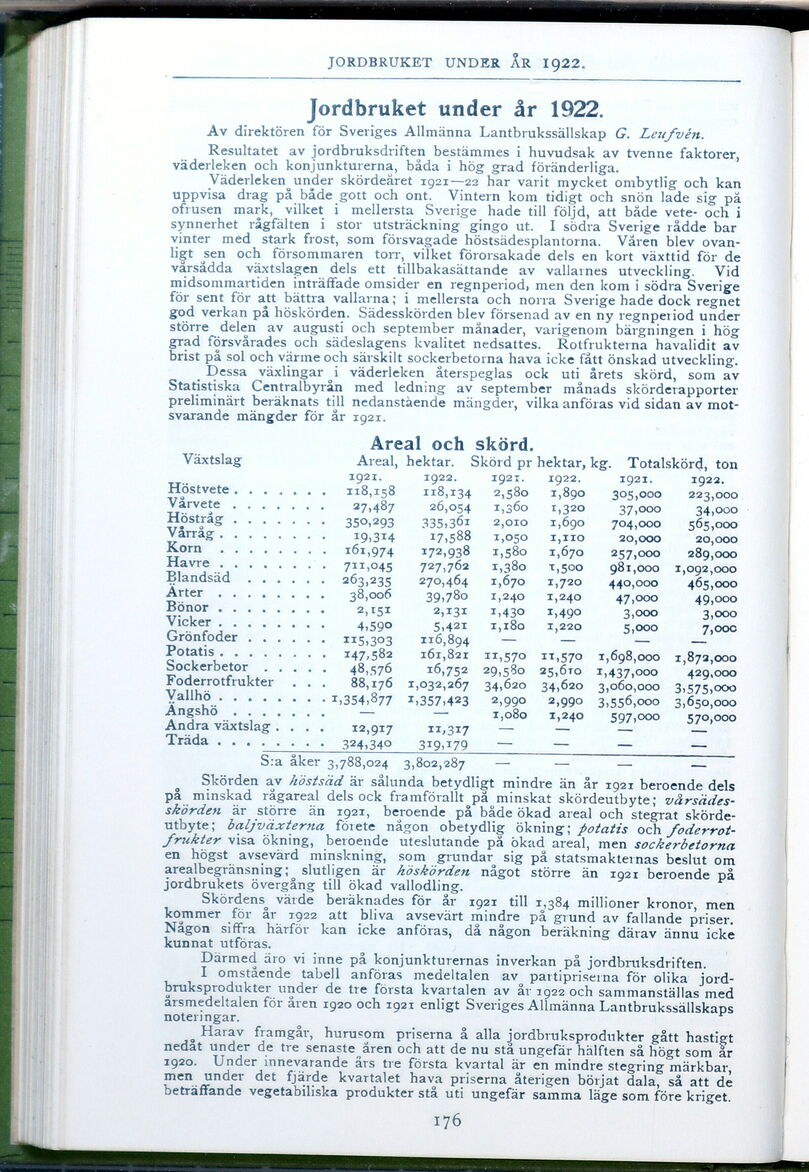 JORDBRUKET UNDER ÅR 1922.
Jordbruket under år 1922.
Av direktören för Sveriges Allmänna Lantbrukssällskap G. Leufvén.
Resultatet av jordbruksdriften bestämmes i huvudsak av tvenne faktorer,
väderleken och konjunkturerna, båda i hög grad föränderliga.
Väderleken under skördeåret 1921—22 har varit mycket ombytlig och kan
uppvisa drag på både gott och ont. Vintern kom tidigt och snön lade sig på
ofrusen mark, vilket i mellersta Sverige hade till följd, att både vete- och i
synnerhet rågfälten i stor utsträckning gingo ut. I södra Sverige rådde bar
vinter med stark frost, som försvagade höstsädesplantorna. Våren blev ovan-
ligt sen och försommaren torr, vilket förorsakade dels en kort växttid för de
vårsådda växtslagen dels ett tillbakasättande av vallarnes utveckling. Vid
midsommartiden inträffade omsider en regnperiod, men den kom i södra Sverige
för sent för att bättra vallarna; i mellersta och norra Sverige hade dock regnet
god verkan på höskörden. Sädesskörden blev försenad av en ny regnperiod under
större delen av augusti och september månader, varigenom bärgningen i hög
grad försvårades och sädeslagens kvalitet nedsattes. Rotfrukterna havalidit av
brist på sol och värme och särskilt sockerbetorna hava icke fått önskad utveckling.
Dessa växlingar i väderleken återspeglas ock uti årets skörd, som av
Statistiska Centralbyrån med ledning av september månads skörderapporter
preliminärt beräknats till nedanstående mängder, vilka anföras vid sidan av mot-
svarande mängder för år 1921.
Areal och skörd.
Växtslag Areal, hektar. Skörd pr hektar, kg. Totalskörd, ton
1921. 1922. 1921. 1922. 1921. 1922.
Höstvete . . . . . . . 118,158 118,134 2,580 1,890 305,000 223,000
Vårvete . . . . . . . 27,487 26,054 1,360 1,320 37,000 34,000
Höstråg . . . . . . . 350,293 335,361 2,010 1,690 704,000 565,000
Vårråg . . . . . . . 19,314 17,588 1,050 1,110 20,000 20,000
Korn . . . . . . . . 161,974 172,938 1,580 1,670 257,000 289,000
Havre . . . . . . . . 711,045 727,762 1,380 1,500 981,000 1,092,000
Blandsäd . . . . . . 263,235 270,464 1,670 1,720 440,000 465,000
Ärter . . . . . . . . 38,006 39,780 1,240 1,240 47,000 49,000
Bönor . . . . . . . . 2,151 2,131 1,430 1,490 3,000 3,000
Vicker . . . . . . . . 4,590 5,421 1,180 1,220 5,000 7,000
Grönfoder . . . . . . 115,303 116,894 — — — —
Potatis . . . . . . . 147,582 161,821 11,570 11,570 1,698,000 1,872,000
Sockerbetor . . . . . 48,576 16,752 29,580 25,610 1,437,000 429,000
Foderrotfrukter . . . 88,176 1,032,267 34,620 34,620 3,060,000 3,575,000
Vallhö . . . . . . . . 1,354,877 1,357,423 2,990 2,990 3,556,000 3,650,000
Ängshö . . . . . . . — — 1,080 1,240 597,000 570,000
Andra växtslag . . . . 12,917 11,317 — — — —
Träda . . . . . . . . 324,340 319,179 — — — —
S:a åker 3,788,024 3,802,287 — — — —
Skörden av höstsäd är sålunda betydligt mindre än år 1921 beroende dels
på minskad rågareal dels ock framförallt på minskat skördeutbyte; vårsädes-
skörden är större än 1921, beroende på både ökad areal och stegrat skörde-
utbyte; baljväxterna förete någon obetydlig ökning; potatis och foderrot-
frukter visa ökning, beroende uteslutande på ökad areal, men sockerbetorna
en högst avsevärd minskning, som grundar sig på statsmakternas beslut om
arealbegränsning; slutligen är höskörden något större än 1921 beroende på
jordbrukets övergång till ökad vallodling.
Skördens värde beräknades för år 1921 till 1,384 millioner kronor, men
kommer för år 1922 att bliva avsevärt mindre på grund av fallande priser.
Någon siffra härför kan icke anföras, då någon beräkning därav ännu icke
kunnat utföras.
Därmed äro vi inne på konjunkturernas inverkan på jordbruksdriften.
I omstående tabell anföras medeltalen av partipriserna för olika jord-
bruksprodukter under de tre första kvartalen av år 1922 och sammanställas med
årsmedeltalen för åren 1920 och 1921 enligt Sveriges Allmänna Lantbrukssällskaps
noteringar.
Härav framgår, hurusom priserna å alla jordbruksprodukter gått hastigt
nedåt under de tre senaste åren och att de nu stå ungefär hälften så högt som år
1920. Under innevarande års tre första kvartal är en mindre stegring märkbar,
men under det fjärde kvartalet hava priserna återigen börjat dala, så att de
beträffande vegetabiliska produkter stå uti ungefär samma läge som före kriget.
176